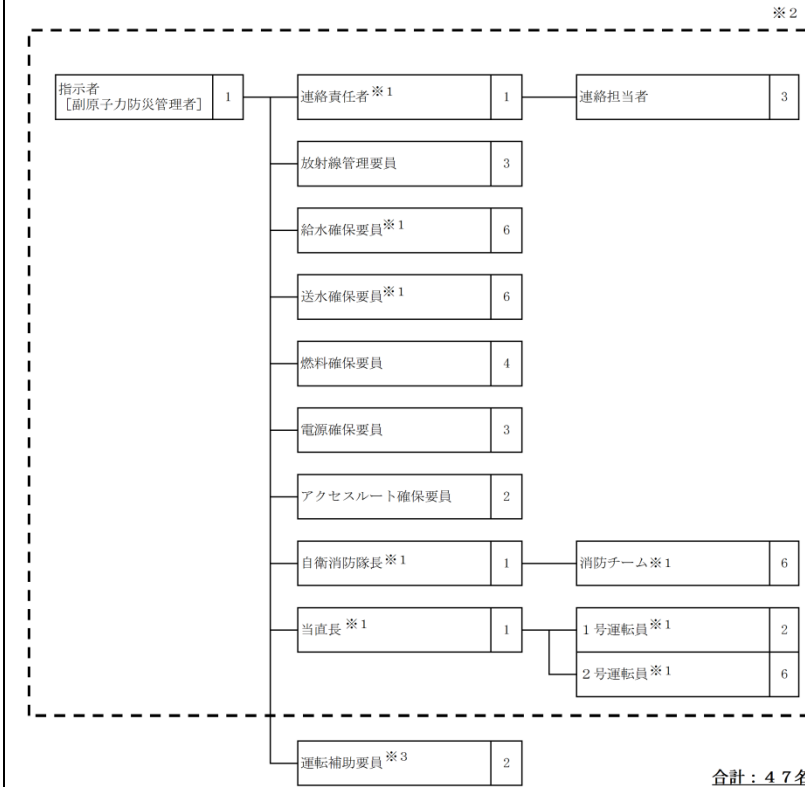 ※2
指示者
［副原子力防災管理者］ 1
連絡責任者※1 1
連絡担当者 3
放射線管理要員 3
給水確保要員※1 6
送水確保要員※1 6
燃料確保要員 4
電源確保要員 3
アクセスルート確保要員 2
自衛消防隊長※1 1
消防チーム※1 6
当直長※1 1
1号運転員※1 2
2号運転員※1 6
運転補助要員※3 2
合計：47名